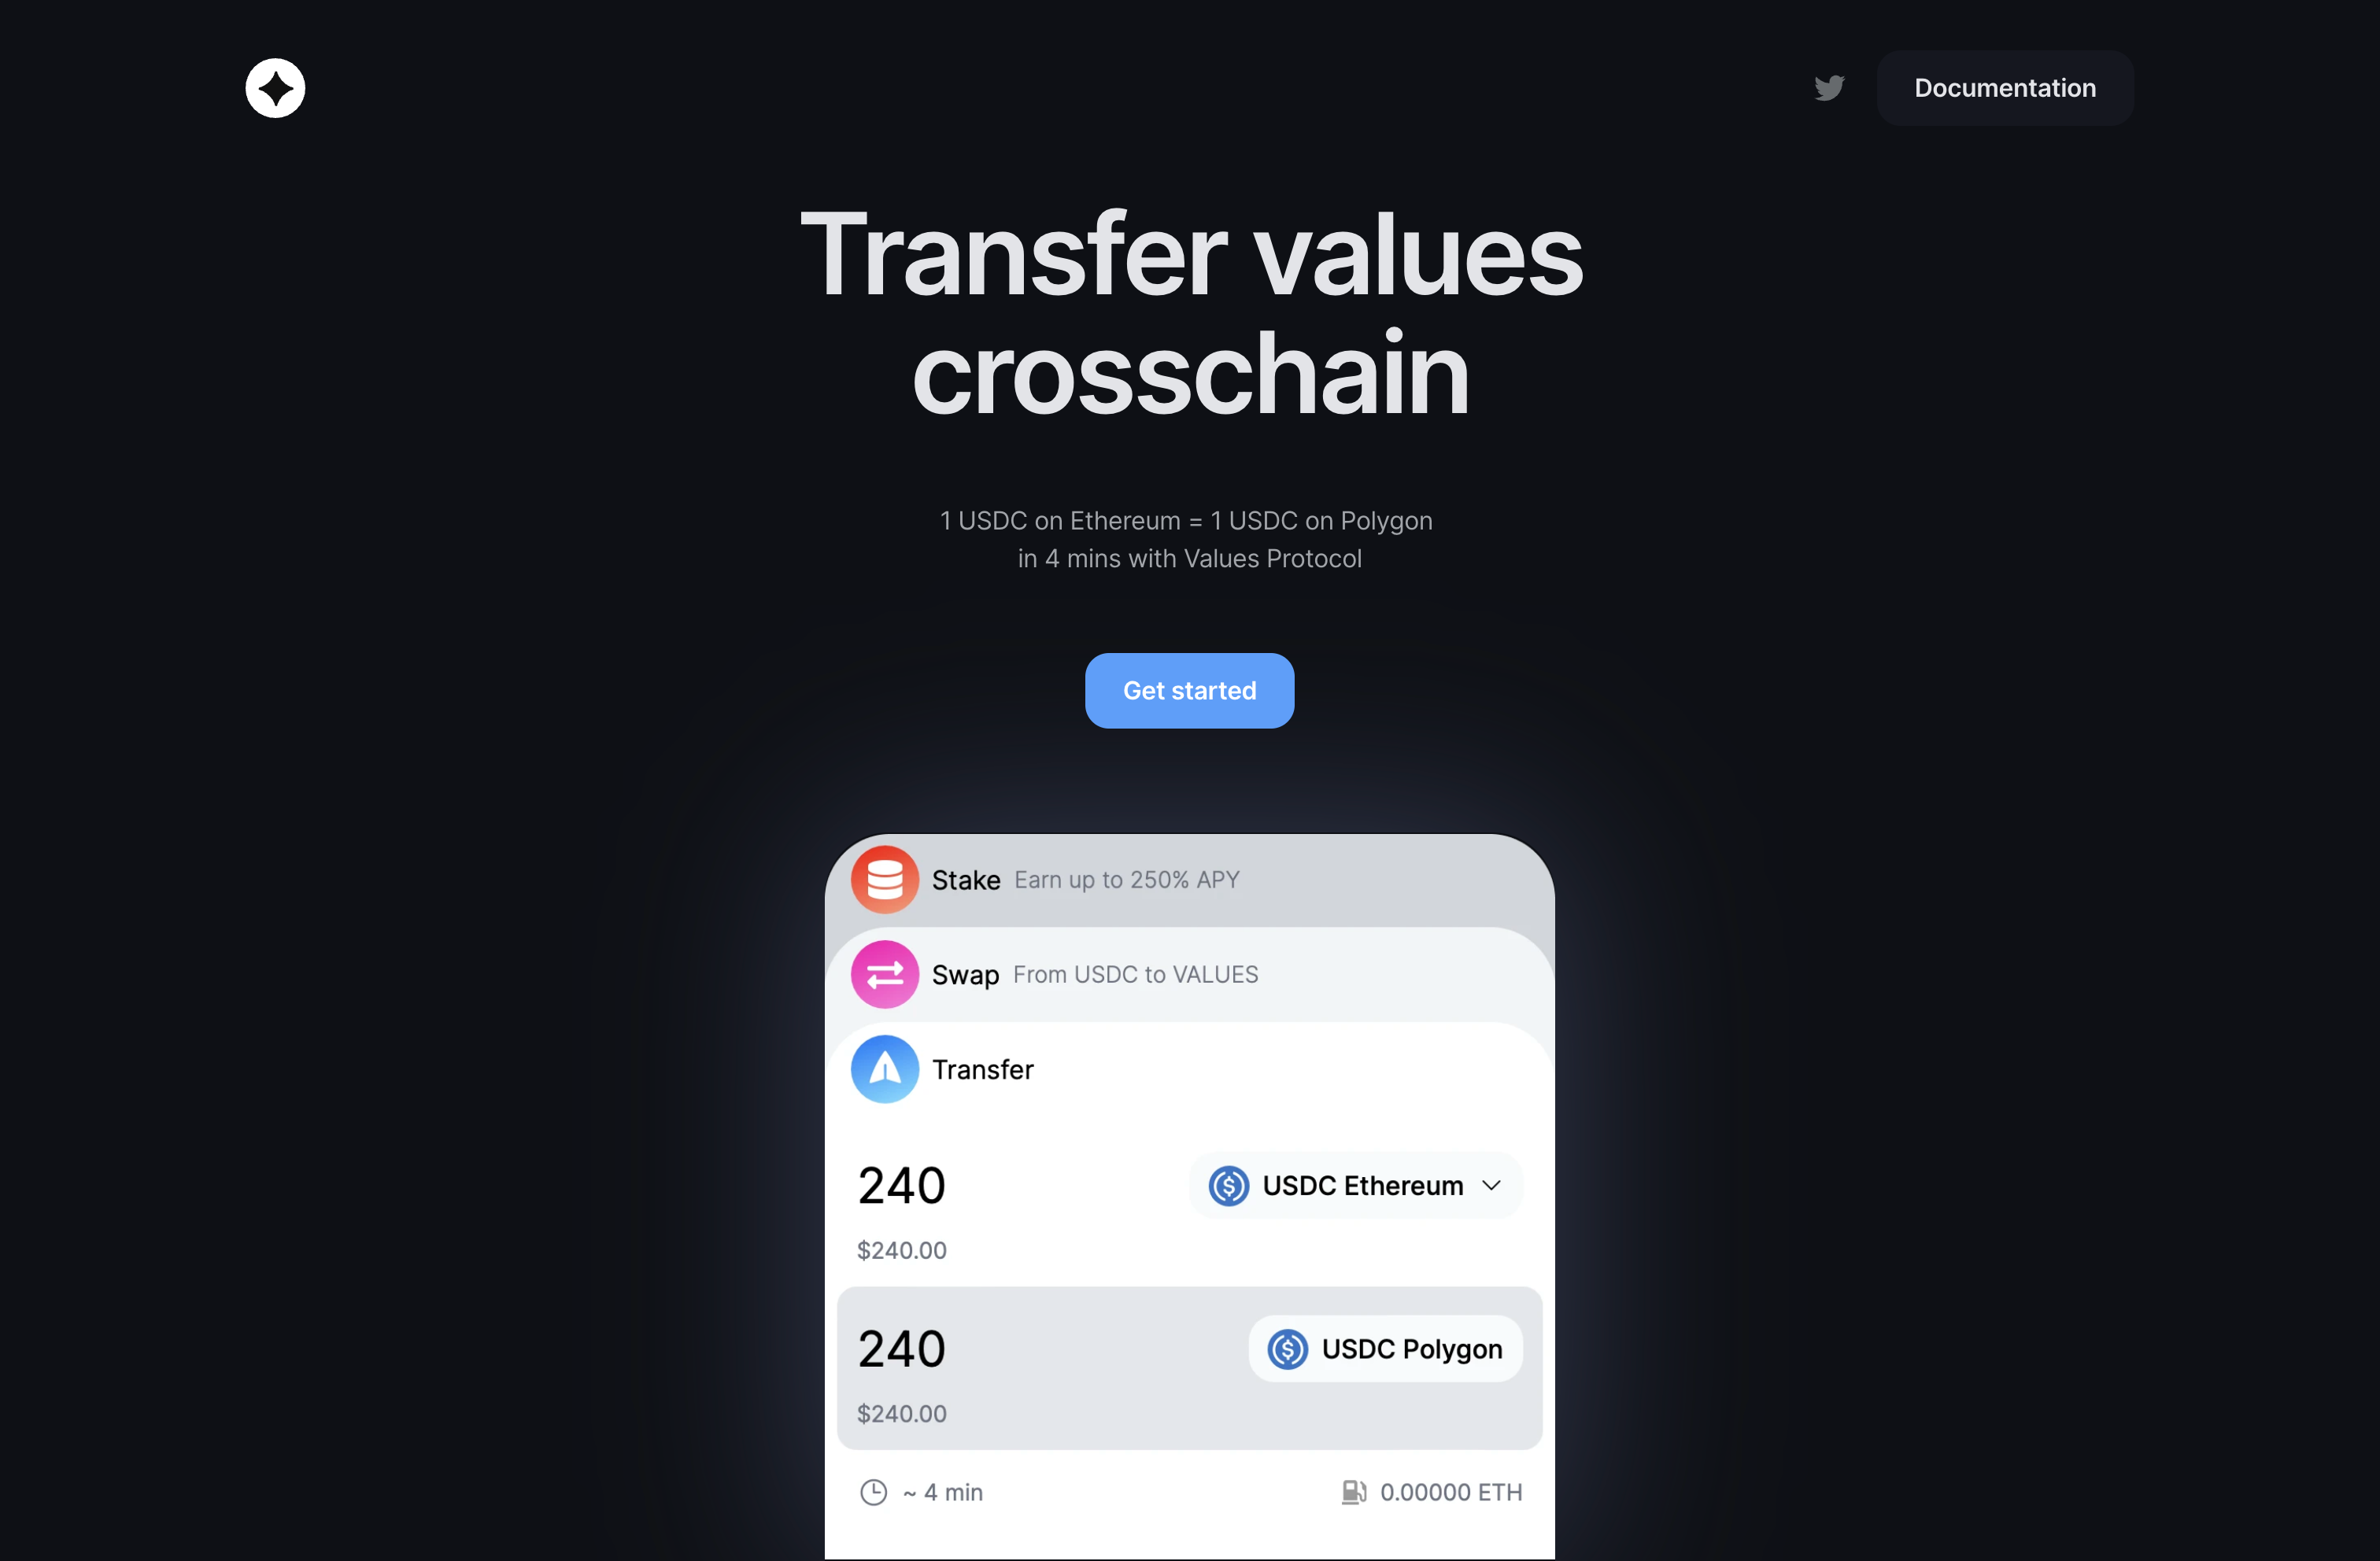 Documentation
Transfer values
crosschain
1 USDC on Ethereum = 1 USDC on Polygon
in 4 mins with Values Protocol
Get started
Stake Earn up to 250% APY
Swap From USDC to VALUES
Transfer
240 USDC Ethereum
$240.00
240 USDC Polygon
$240.00
~ 4 min 0.00000 ETH